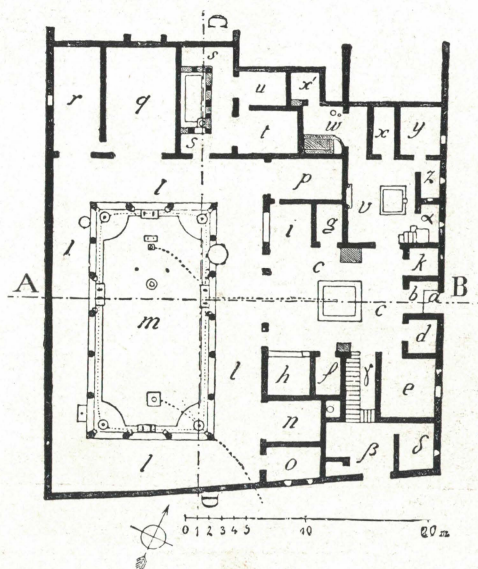 s
u x'
r q w x y
t
s
p z
l v
i g α
l
c k
b a
A c B
m d
l h f γ e
n
β δ
l o
0 1 2 3 4 5 10 20 m